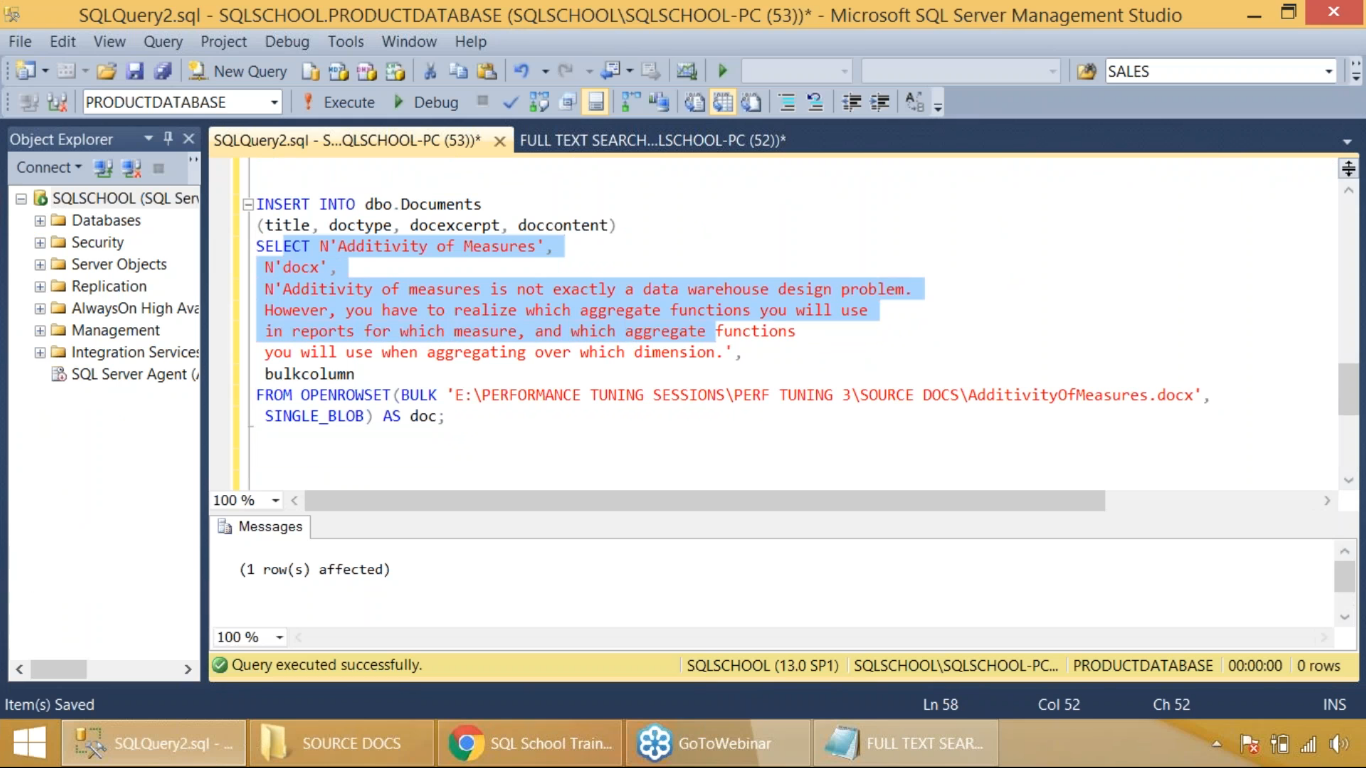 SQLQuery2.sql - SQLSCHOOL.PRODUCTDATABASE (SQLSCHOOL\SQLSCHOOL-PC (53))* - Microsoft SQL Server Management Studio
File Edit View Query Project Debug Tools Window Help
New Query SALES
PRODUCTDATABASE Execute Debug
Object Explorer
SQLQuery2.sql - S...QLSCHOOL-PC (53))* FULL TEXT SEARCH...LSCHOOL-PC (52))*
Connect
SQLSCHOOL (SQL Ser
Databases
Security
Server Objects
Replication
AlwaysOn High Ava
Management
Integration Services
SQL Server Agent (
INSERT INTO dbo.Documents
(title, doctype, docexcerpt, doccontent)
SELECT N'Additivity of Measures',
N'docx',
N'Additivity of measures is not exactly a data warehouse design problem.
However, you have to realize which aggregate functions you will use
in reports for which measure, and which aggregate functions
you will use when aggregating over which dimension.',
bulkcolumn
FROM OPENROWSET(BULK 'E:\PERFORMANCE TUNING SESSIONS\PERF TUNING 3\SOURCE DOCS\AdditivityOfMeasures.docx',
SINGLE_BLOB) AS doc;
100 %
Messages
(1 row(s) affected)
100 %
Query executed successfully. SQLSCHOOL (13.0 SP1) SQLSCHOOL\SQLSCHOOL-PC... PRODUCTDATABASE 00:00:00 0 rows
Item(s) Saved Ln 58 Col 52 Ch 52 INS
SQLQuery2.sql - ... SOURCE DOCS SQL School Train... GoToWebinar FULL TEXT SEAR...